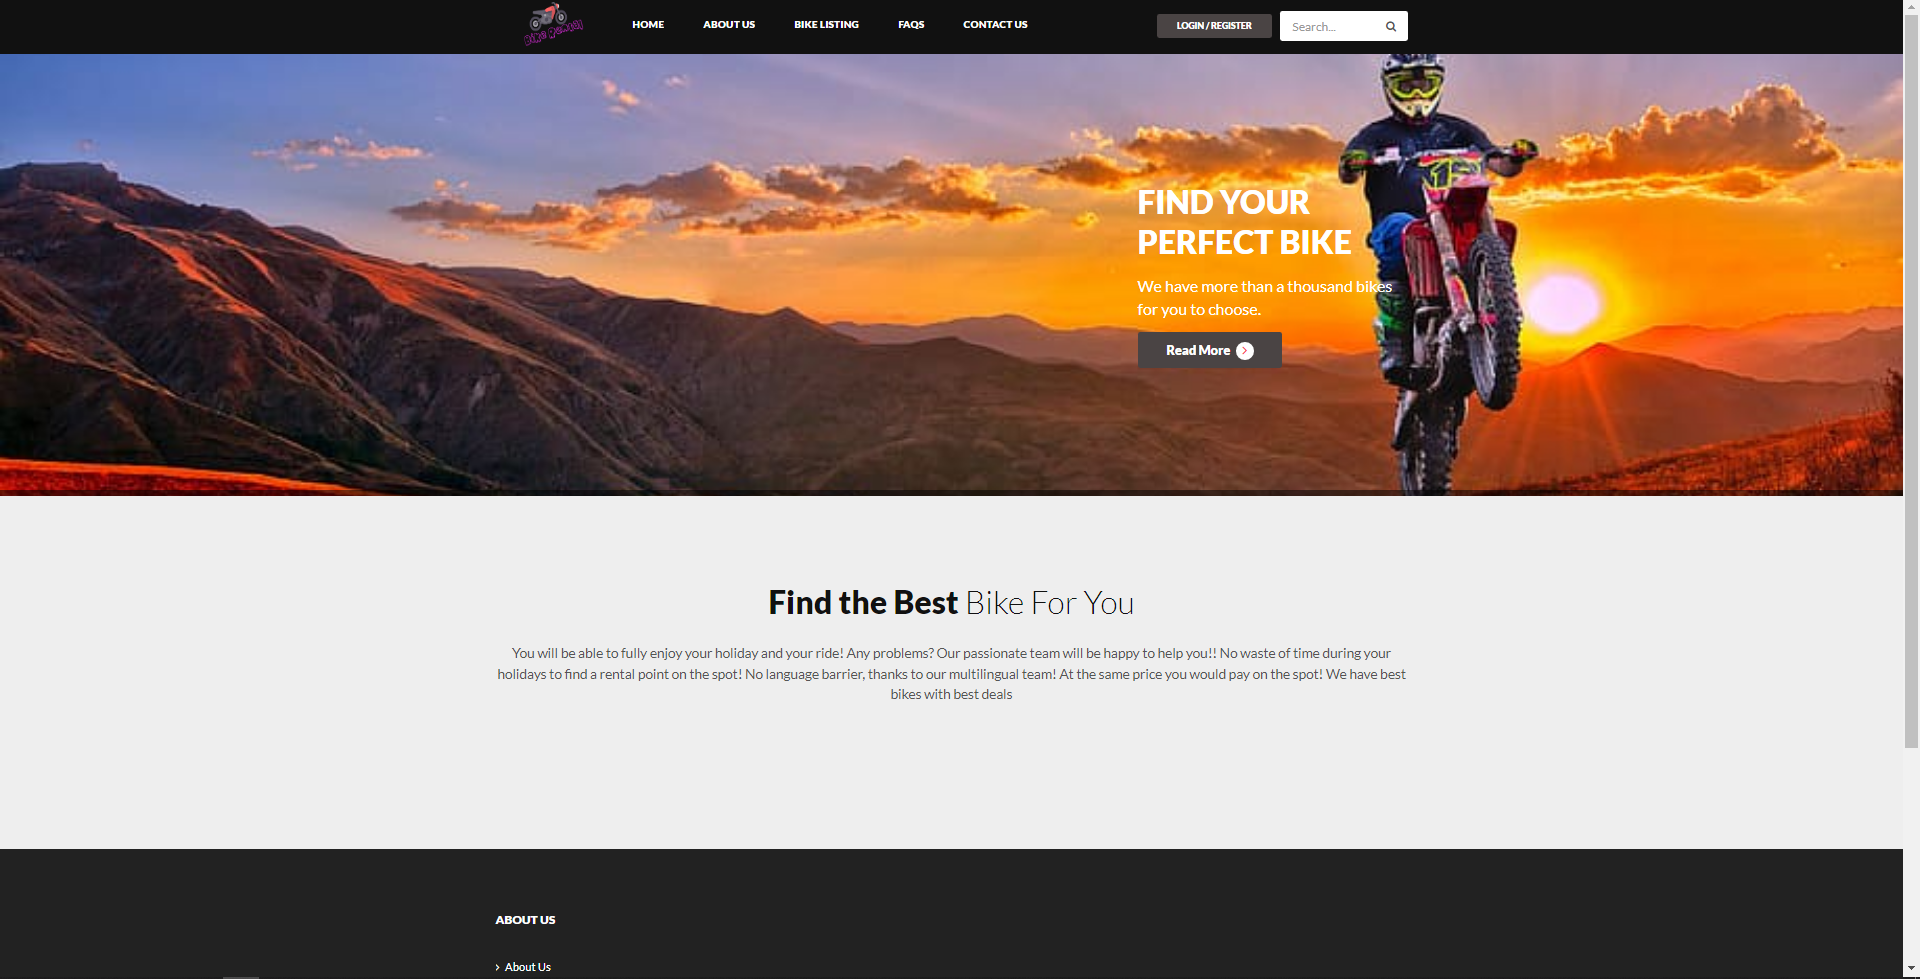 Bike Rental
HOME
ABOUT US
BIKE LISTING
FAQS
CONTACT US
LOGIN / REGISTER
Search...
FIND YOUR
PERFECT BIKE
We have more than a thousand bikes
for you to choose.
Read More
Find the Best Bike For You
You will be able to fully enjoy your holiday and your ride! Any problems? Our passionate team will be happy to help you!! No waste of time during your
holidays to find a rental point on the spot! No language barrier, thanks to our multilingual team! At the same price you would pay on the spot! We have best
bikes with best deals
ABOUT US
About Us